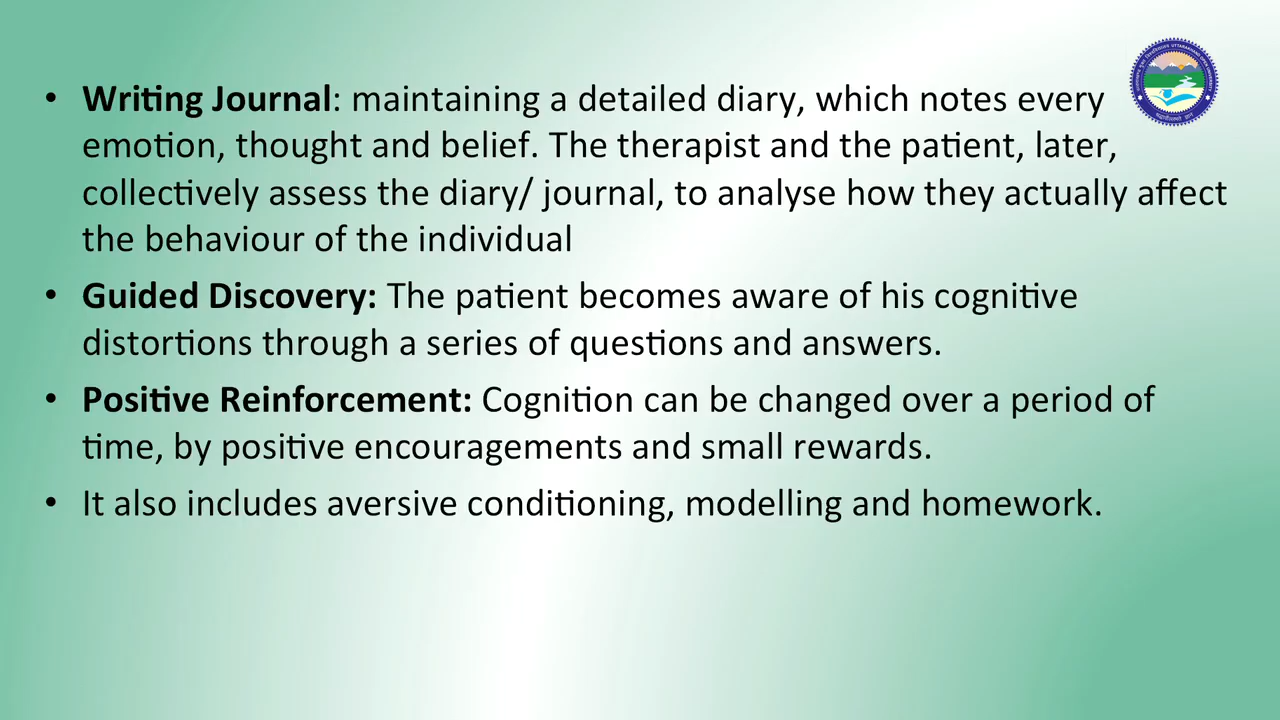 • Writing Journal: maintaining a detailed diary, which notes every
emotion, thought and belief. The therapist and the patient, later,
collectively assess the diary/ journal, to analyse how they actually affect
the behaviour of the individual
• Guided Discovery: The patient becomes aware of his cognitive
distortions through a series of questions and answers.
• Positive Reinforcement: Cognition can be changed over a period of
time, by positive encouragements and small rewards.
• It also includes aversive conditioning, modelling and homework.